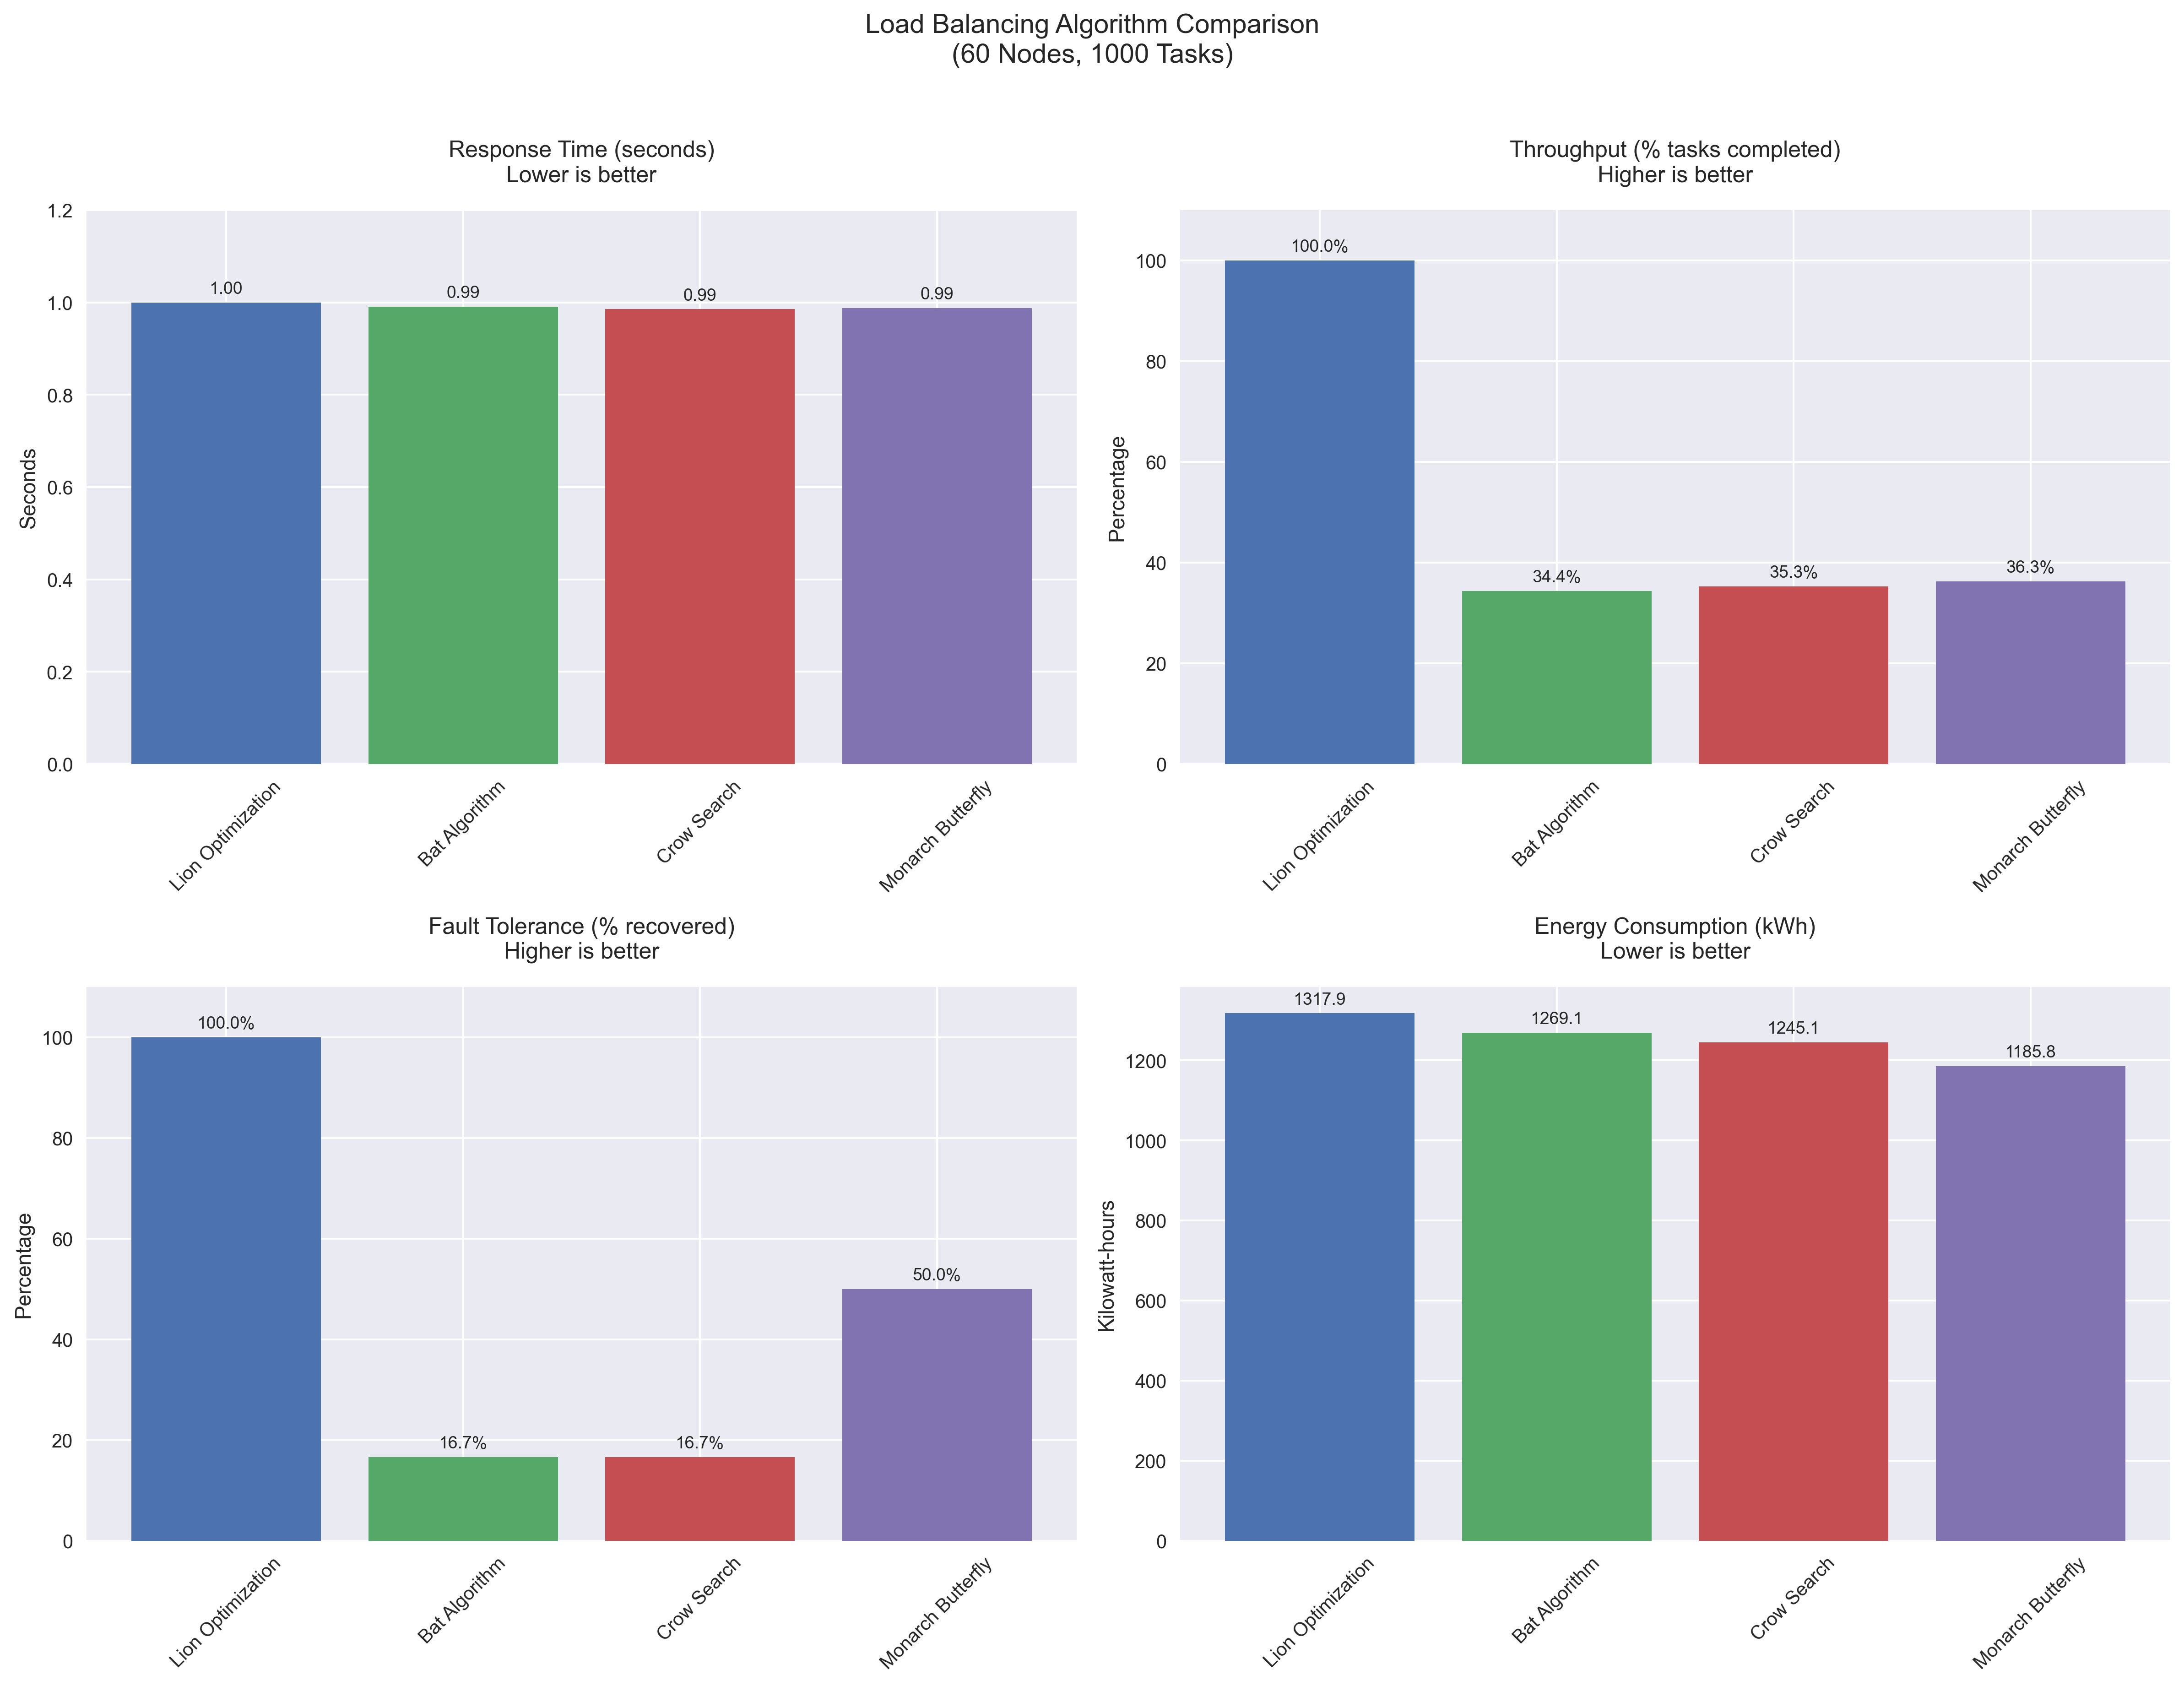 Load Balancing Algorithm Comparison
(60 Nodes, 1000 Tasks)
Response Time (seconds)
Lower is better
1.2
1.0
0.8
0.6
0.4
0.2
0.0
Seconds
1.00
0.99
0.99
0.99
Lion Optimization
Bat Algorithm
Crow Search
Monarch Butterfly
Throughput (% tasks completed)
Higher is better
100
80
60
40
20
0
Percentage
100.0%
34.4%
35.3%
36.3%
Lion Optimization
Bat Algorithm
Crow Search
Monarch Butterfly
Fault Tolerance (% recovered)
Higher is better
100
80
60
40
20
0
Percentage
100.0%
16.7%
16.7%
50.0%
Lion Optimization
Bat Algorithm
Crow Search
Monarch Butterfly
Energy Consumption (kWh)
Lower is better
1200
1000
800
600
400
200
0
Kilowatt-hours
1317.9
1269.1
1245.1
1185.8
Lion Optimization
Bat Algorithm
Crow Search
Monarch Butterfly